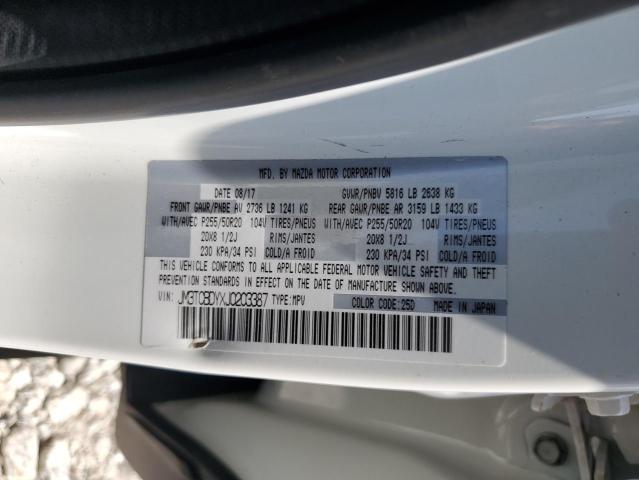 MFD. BY MAZDA MOTOR CORPORATION
DATE 08/17 GVWR/PNBV 5816 LB 2638 KG
FRONT GAWR/PNBE AV 2736 LB 1241 KG REAR GAWR/PNBE AR 3159 LB 1433 KG
WITH/AVEC P255/50R20 104V TIRES/PNEUS WITH/AVEC P255/50R20 104V TIRES/PNEUS
20X8 1/2J RIMS/JANTES 20X8 1/2J RIMS/JANTES
230 KPA/34 PSI COLD/A FROID 230 KPA/34 PSI COLD/A FROID
THIS VEHICLE CONFORMS TO ALL APPLICABLE FEDERAL MOTOR VEHICLE SAFETY AND THEFT
PREVENTION STANDARDS IN EFFECT ON THE DATE OF MANUFACTURE SHOWN ABOVE.
VIN: JM3TCBDYXJ0203387 TYPE:MPV COLOR CODE:25D MADE IN JAPAN